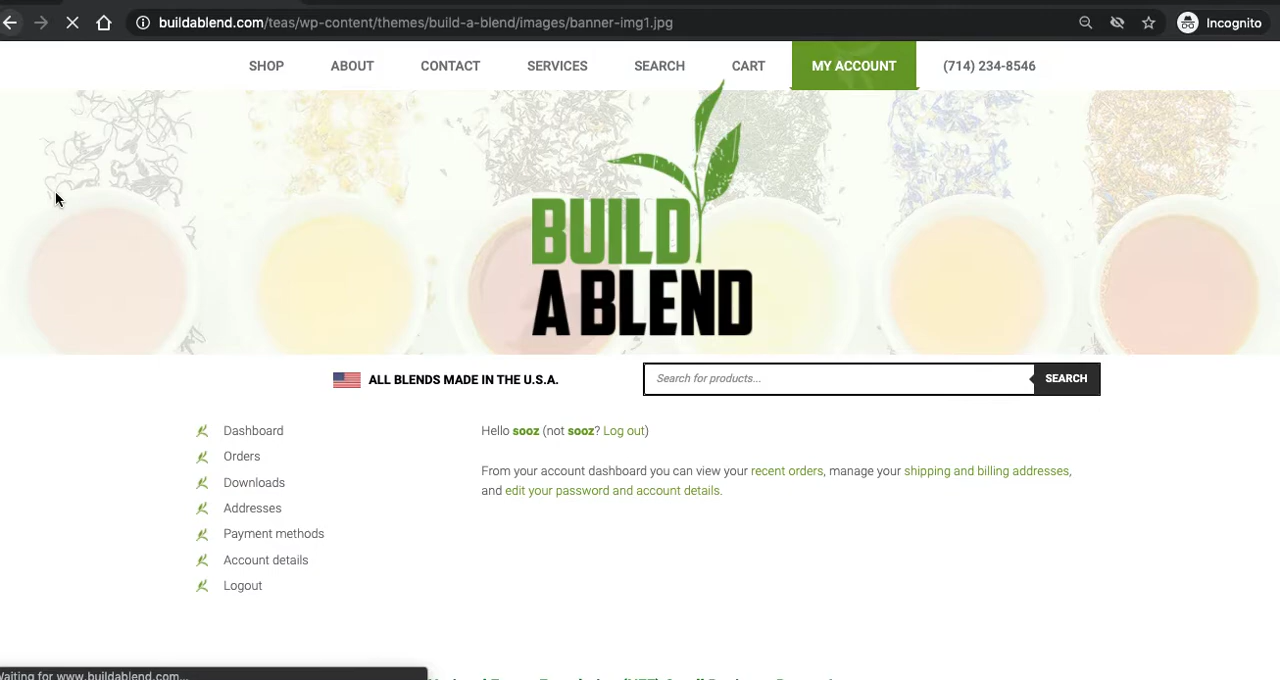 buildablend.com/teas/wp-content/themes/build-a-blend/images/banner-img1.jpg
Incognito
SHOP ABOUT CONTACT SERVICES SEARCH CART MY ACCOUNT (714) 234-8546
BUILD
A BLEND
ALL BLENDS MADE IN THE U.S.A.
Search for products... SEARCH
Dashboard
Orders
Downloads
Addresses
Payment methods
Account details
Logout
Hello sooz (not sooz? Log out)
From your account dashboard you can view your recent orders, manage your shipping and billing addresses,
and edit your password and account details.
Waiting for www.buildablend.com...